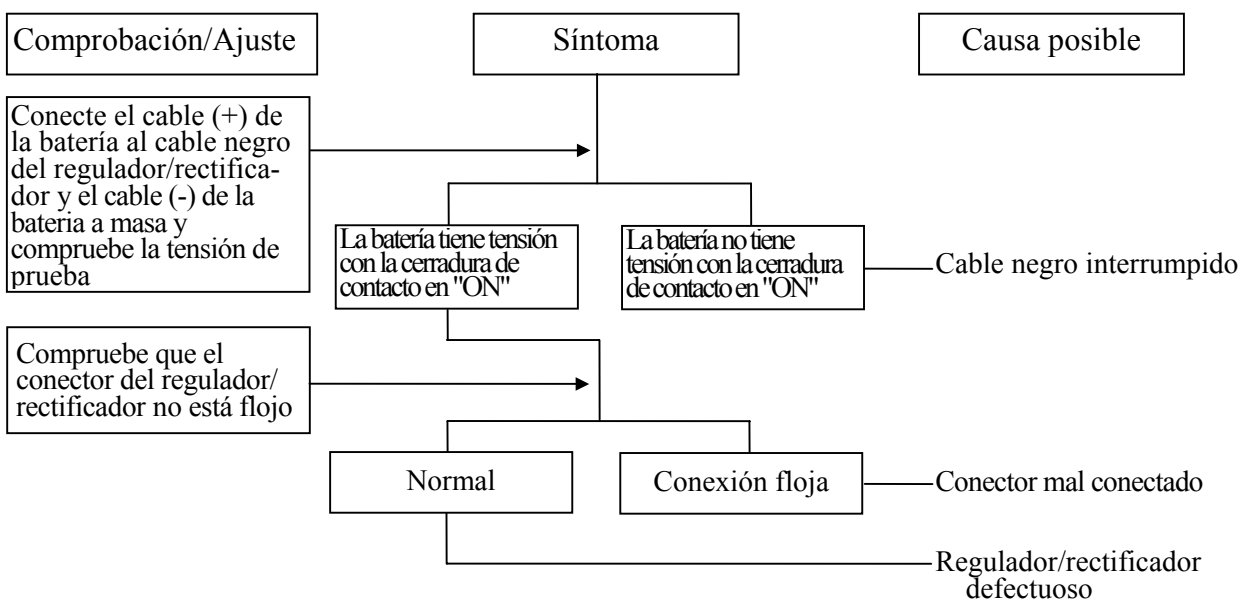 Comprobación/Ajuste
Síntoma
Causa posible
Conecte el cable (+) de
la batería al cable negro
del regulador/rectifica-
dor y el cable (-) de la
bateria a masa y
compruebe la tensión de
prueba
La batería tiene tensión
con la cerradura de
contacto en "ON"
La batería no tiene
tensión con la cerradura
de contacto en "ON"
Cable negro interrumpido
Compruebe que el
conector del regulador/
rectificador no está flojo
Normal
Conexión floja
Conector mal conectado
Regulador/rectificador
defectuoso